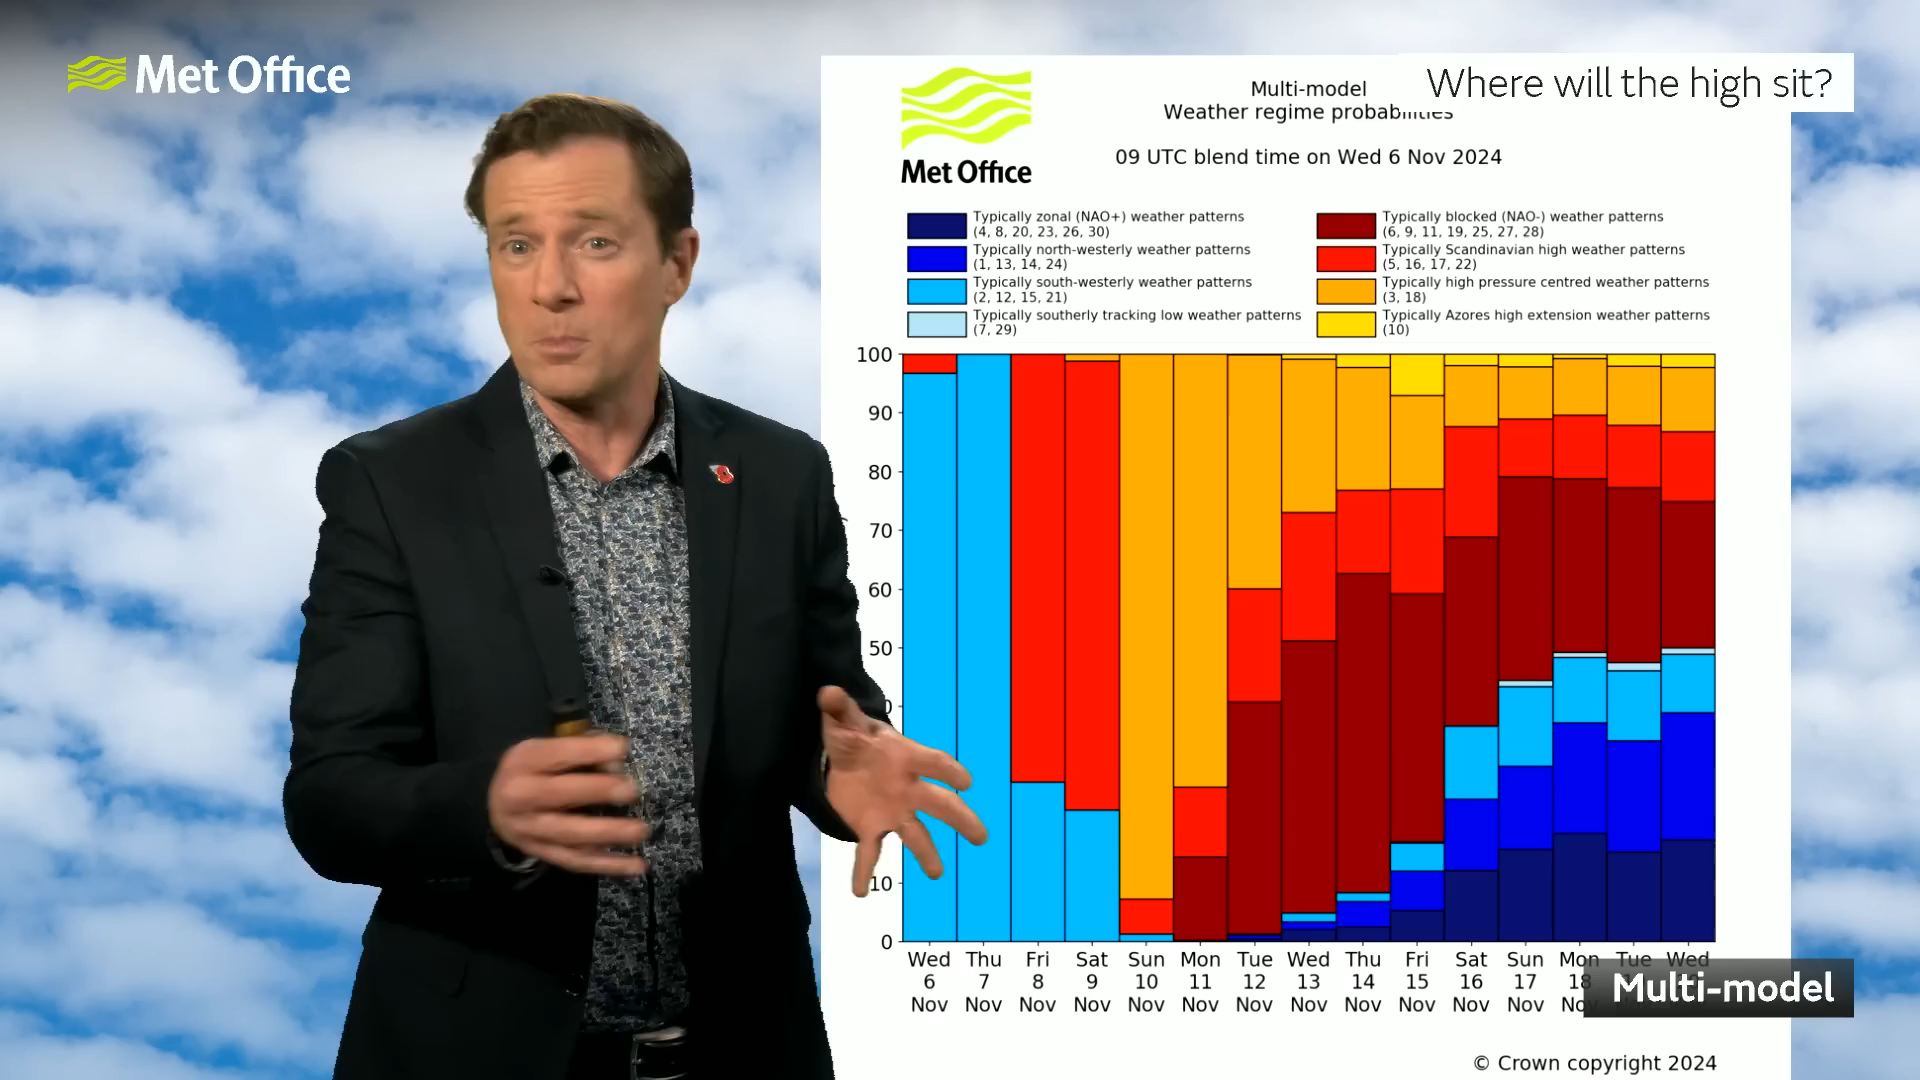 Met Office
Where will the high sit?
Met Office
Multi-model
Weather regime probabilities
09 UTC blend time on Wed 6 Nov 2024
Typically zonal (NAO+) weather patterns
(4, 8, 20, 23, 26, 30)
Typically north-westerly weather patterns
(1, 13, 14, 24)
Typically south-westerly weather patterns
(2, 12, 15, 21)
Typically southerly tracking low weather patterns
(7, 29)
Typically blocked (NAO-) weather patterns
(6, 9, 11, 19, 25, 27, 28)
Typically Scandinavian high weather patterns
(5, 16, 17, 22)
Typically high pressure centred weather patterns
(3, 18)
Typically Azores high extension weather patterns
(10)
100
90
80
70
60
50
10
0
Wed Thu Fri Sat Sun Mon Tue Wed Thu Fri Sat Sun Mon Tue Wed
6 7 8 9 10 11 12 13 14 15 16 17 18
Nov Nov Nov Nov Nov Nov Nov Nov Nov Nov Nov Nov
Multi-model
© Crown copyright 2024